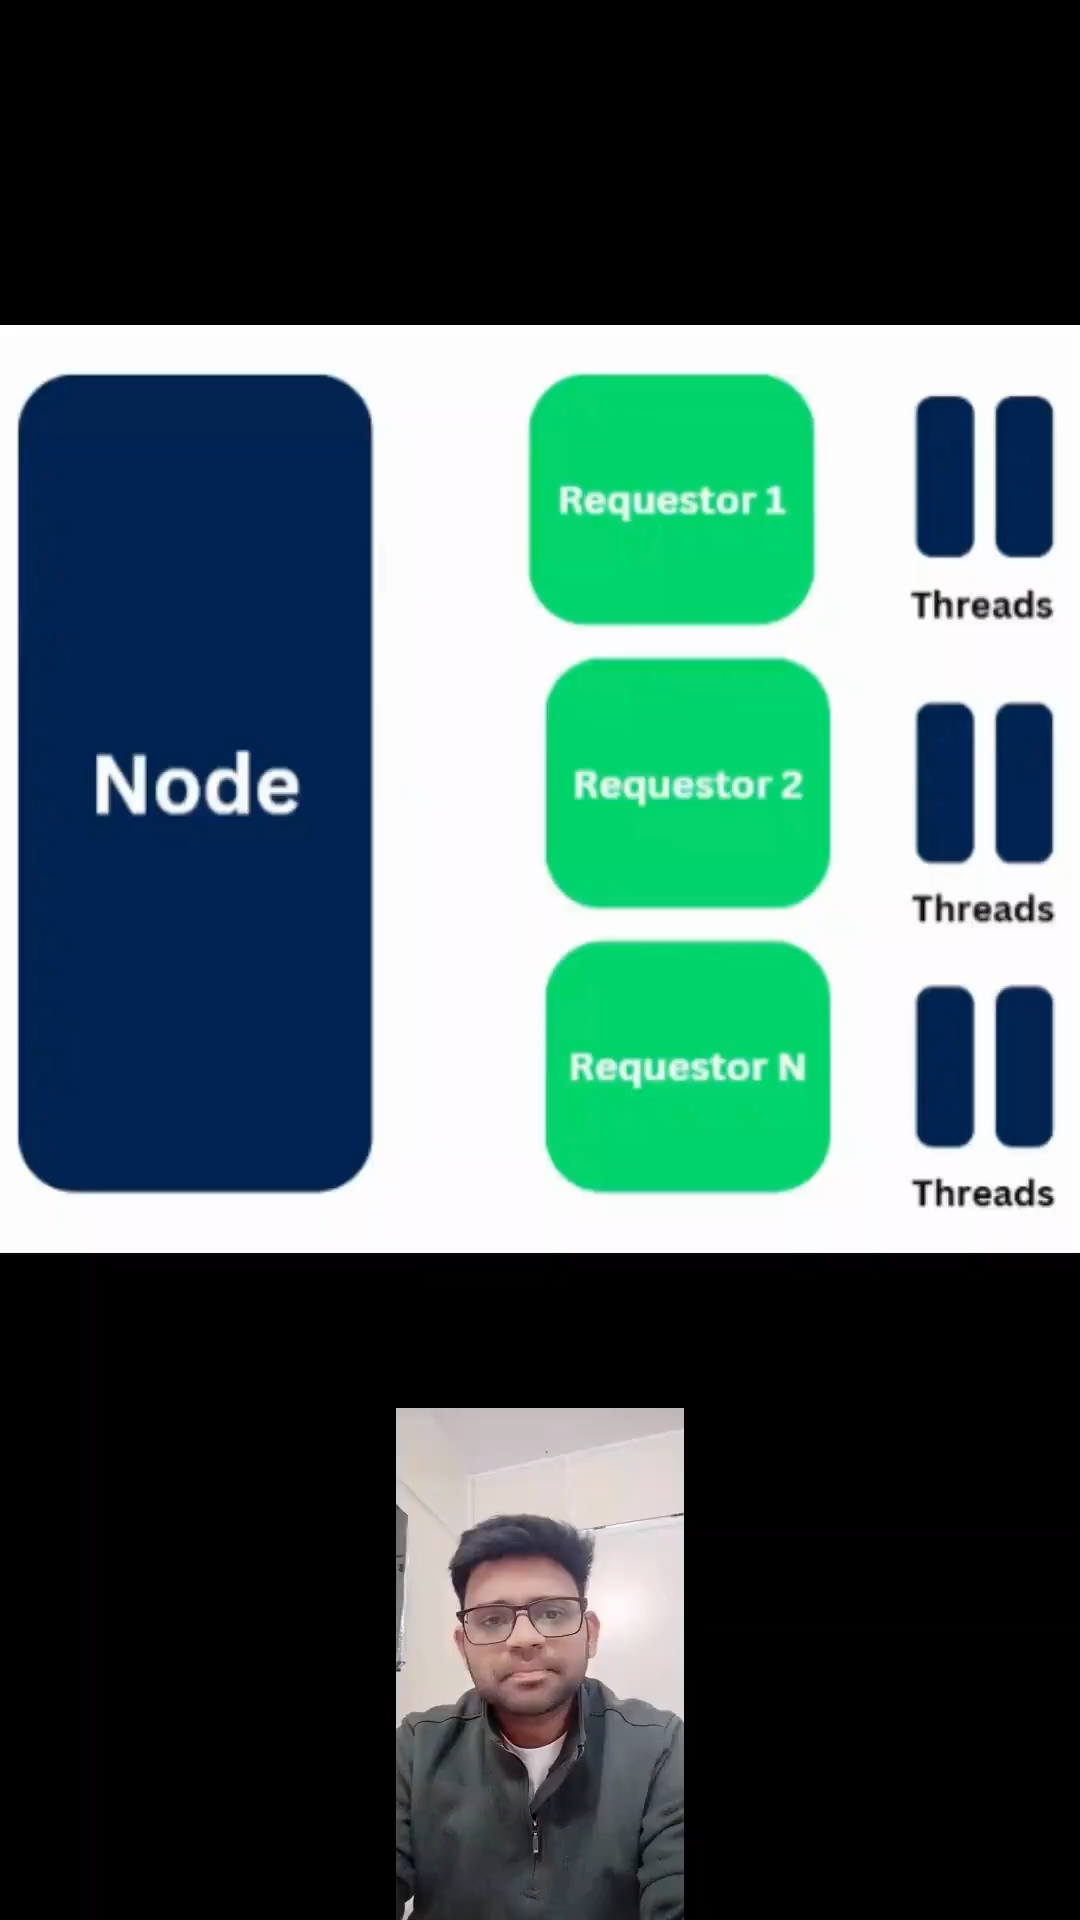 Node
Requestor 1
Threads
Requestor 2
Threads
Requestor N
Threads